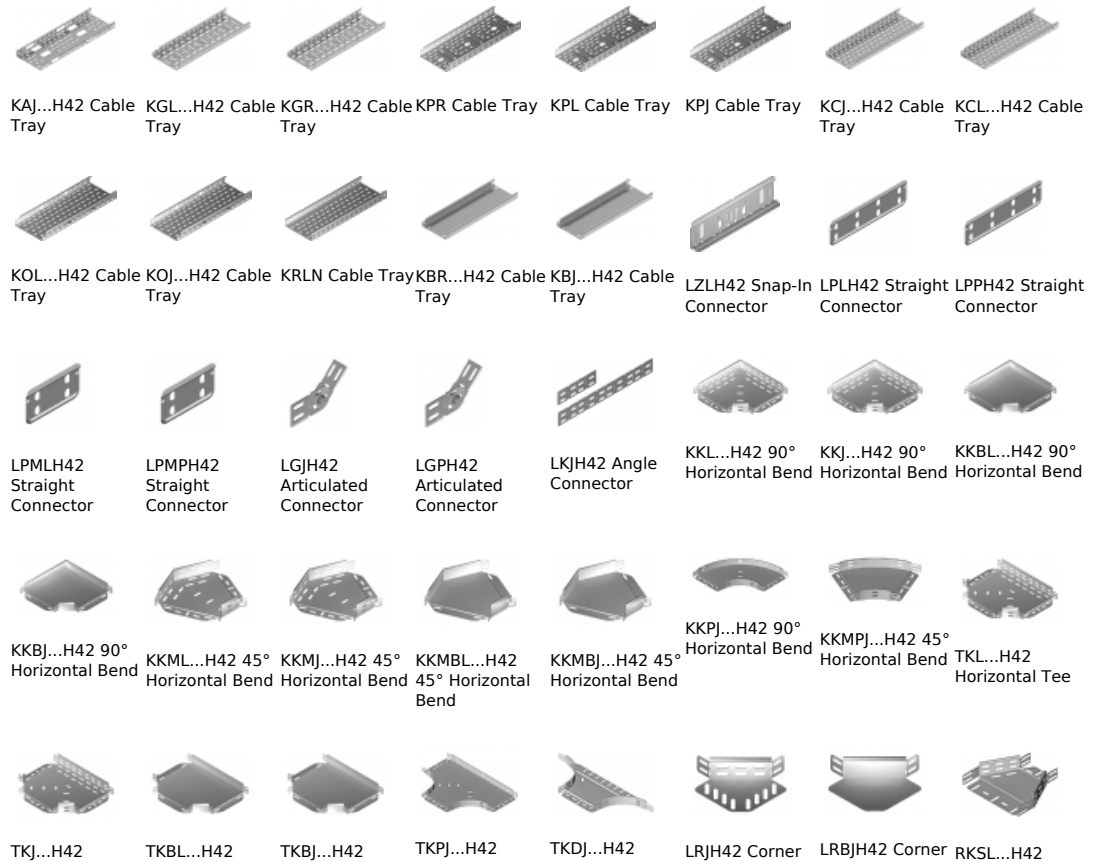 KAJ...H42 Cable
Tray
KGL...H42 Cable
Tray
KGR...H42 Cable
Tray
KPR Cable Tray
KPL Cable Tray
KPJ Cable Tray
KCJ...H42 Cable
Tray
KCL...H42 Cable
Tray
KOL...H42 Cable
Tray
KOJ...H42 Cable
Tray
KRLN Cable Tray
KBR...H42 Cable
Tray
KBJ...H42 Cable
Tray
LZLH42 Snap-In
Connector
LPLH42 Straight
Connector
LPPH42 Straight
Connector
LPMLH42
Straight
Connector
LPMPH42
Straight
Connector
LGJH42
Articulated
Connector
LGPH42
Articulated
Connector
LKJH42 Angle
Connector
KKL...H42 90°
Horizontal Bend
KKJ...H42 90°
Horizontal Bend
KKBL...H42 90°
Horizontal Bend
KKBJ...H42 90°
Horizontal Bend
KKML...H42 45°
Horizontal Bend
KKMJ...H42 45°
Horizontal Bend
KKMBL...H42
45° Horizontal
Bend
KKMBJ...H42 45°
Horizontal Bend
KKPJ...H42 90°
Horizontal Bend
KKMPJ...H42 45°
Horizontal Bend
TKL...H42
Horizontal Tee
TKJ...H42
TKBL...H42
TKBJ...H42
TKPJ...H42
TKDJ...H42
LRJH42 Corner
LRBJH42 Corner
RKSL...H42